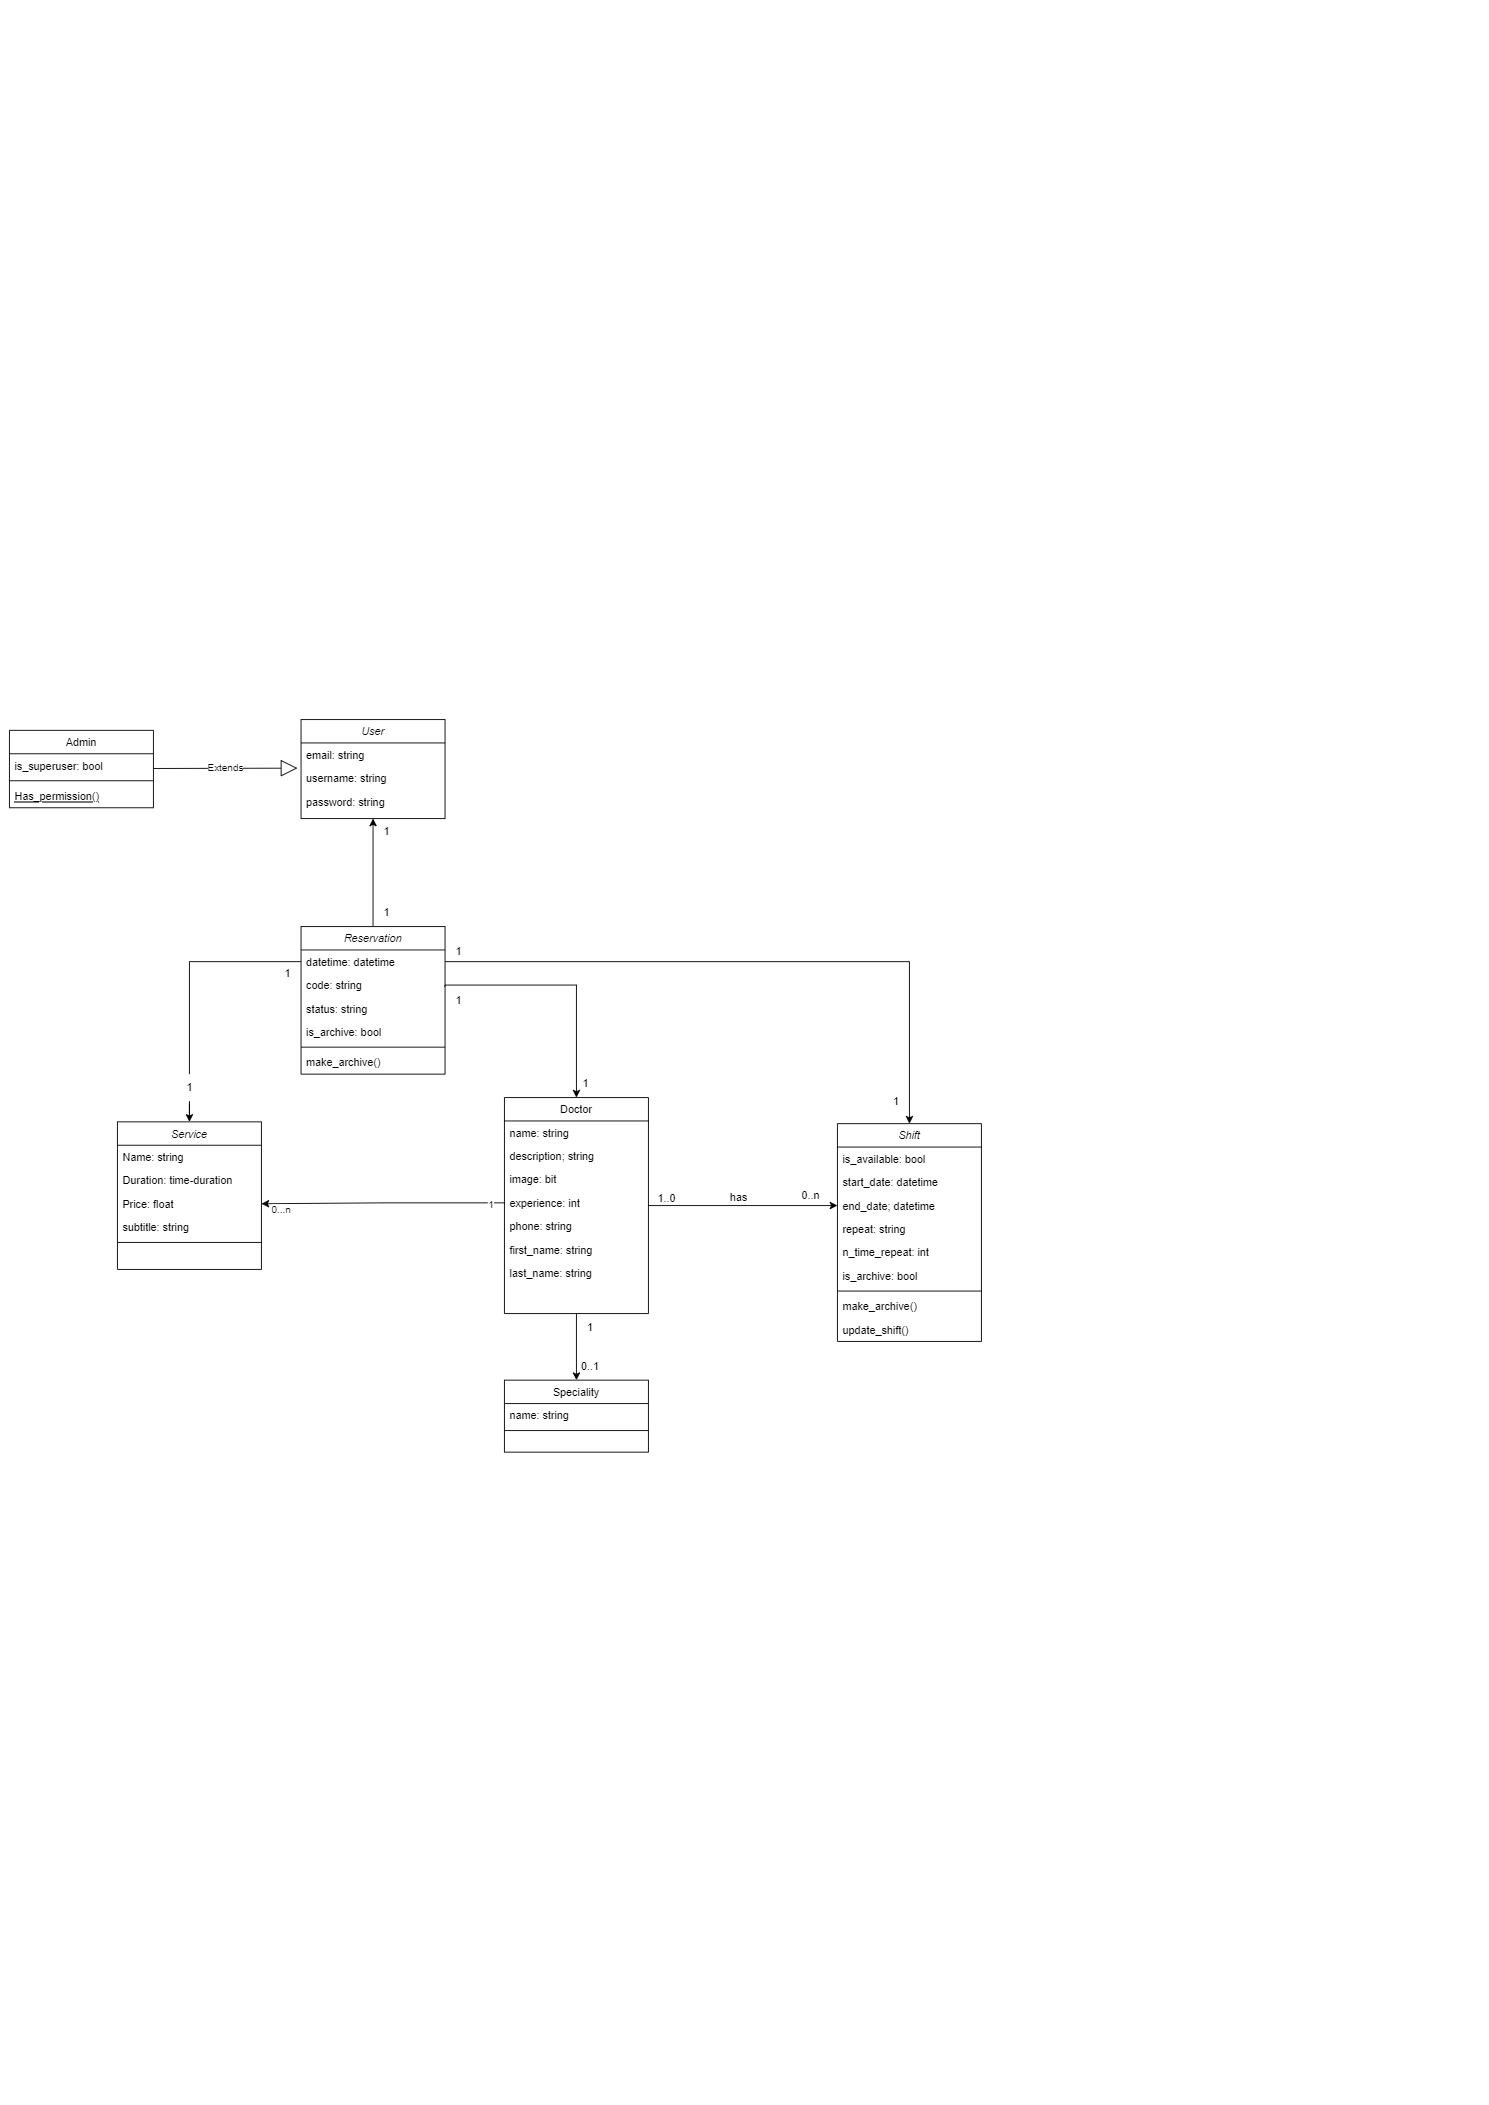 Admin
is_superuser: bool
Has_permission()
Extends
User
email: string
username: string
password: string
1
1
Reservation
datetime: datetime
code: string
status: string
is_archive: bool
make_archive()
1
1
1
1
1
1
Service
Name: string
Duration: time-duration
Price: float
subtitle: string
0...n
1
Doctor
name: string
description; string
image: bit
experience: int
phone: string
first_name: string
last_name: string
1..0
has
0..n
Shift
is_available: bool
start_date: datetime
end_date; datetime
repeat: string
n_time_repeat: int
is_archive: bool
make_archive()
update_shift()
1
0..1
Speciality
name: string